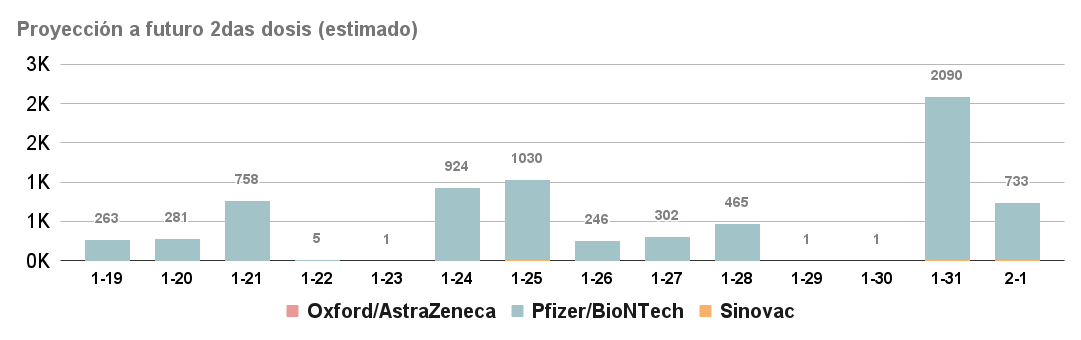 Proyección a futuro 2das dosis (estimado)
3K
2K
2K
1K
1K
0K
263
281
758
5
1
924
1030
246
302
465
1
1
2090
733
1-19
1-20
1-21
1-22
1-23
1-24
1-25
1-26
1-27
1-28
1-29
1-30
1-31
2-1
Oxford/AstraZeneca
Pfizer/BioNTech
Sinovac